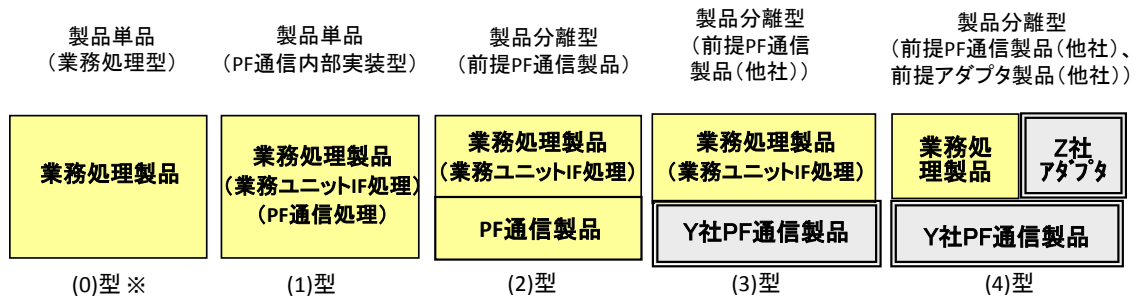 製品単品
(業務処理型)
製品単品
(PF通信内部実装型)
製品分離型
(前提PF通信製品)
製品分離型
(前提PF通信
製品(他社))
製品分離型
(前提PF通信製品(他社)、
前提アダプタ製品(他社))
業務処理製品
業務処理製品
(業務ユニットIF処理)
(PF通信処理)
業務処理製品
(業務ユニットIF処理)
PF通信製品
業務処理製品
(業務ユニットIF処理)
Y社PF通信製品
業務処
理製品
Z社
アダプタ
Y社PF通信製品
(0)型 ※
(1)型
(2)型
(3)型
(4)型